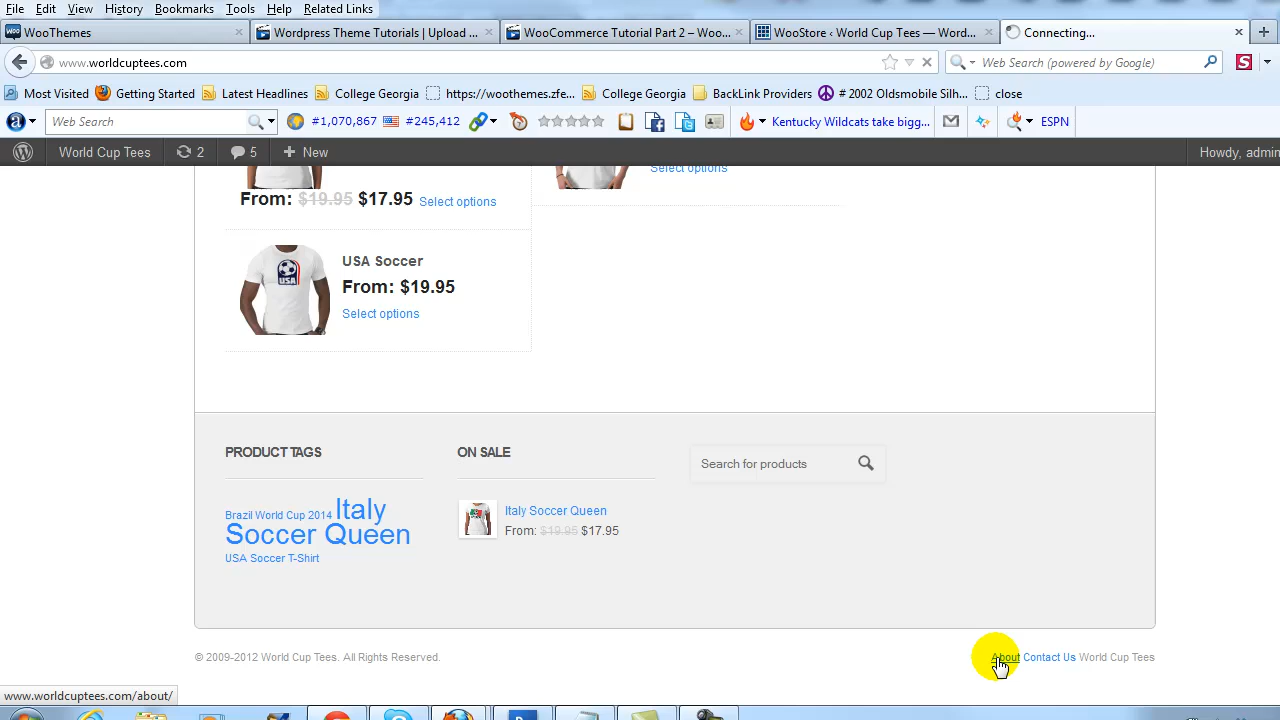 File Edit View History Bookmarks Tools Help Related Links
WooThemes × Wordpress Theme Tutorials | Upload ... × WooCommerce Tutorial Part 2 – Woo... × WooStore ‹ World Cup Tees — Word... × Connecting... ×
www.worldcuptees.com Web Search (powered by Google) S
Most Visited Getting Started Latest Headlines College Georgia https://woothemes.zfe... College Georgia BackLink Providers # 2002 Oldsmobile Silh... close
a Web Search #1,070,867 #245,412 Kentucky Wildcats take bigg... ESPN
World Cup Tees 2 5 New Howdy, admin
Select options
From: $19.95 $17.95 Select options
USA Soccer
From: $19.95
Select options
PRODUCT TAGS ON SALE Search for products
Brazil World Cup 2014 Italy
Soccer Queen
USA Soccer T-Shirt
Italy Soccer Queen
From: $19.95 $17.95
© 2009-2012 World Cup Tees. All Rights Reserved. About Contact Us World Cup Tees
www.worldcuptees.com/about/